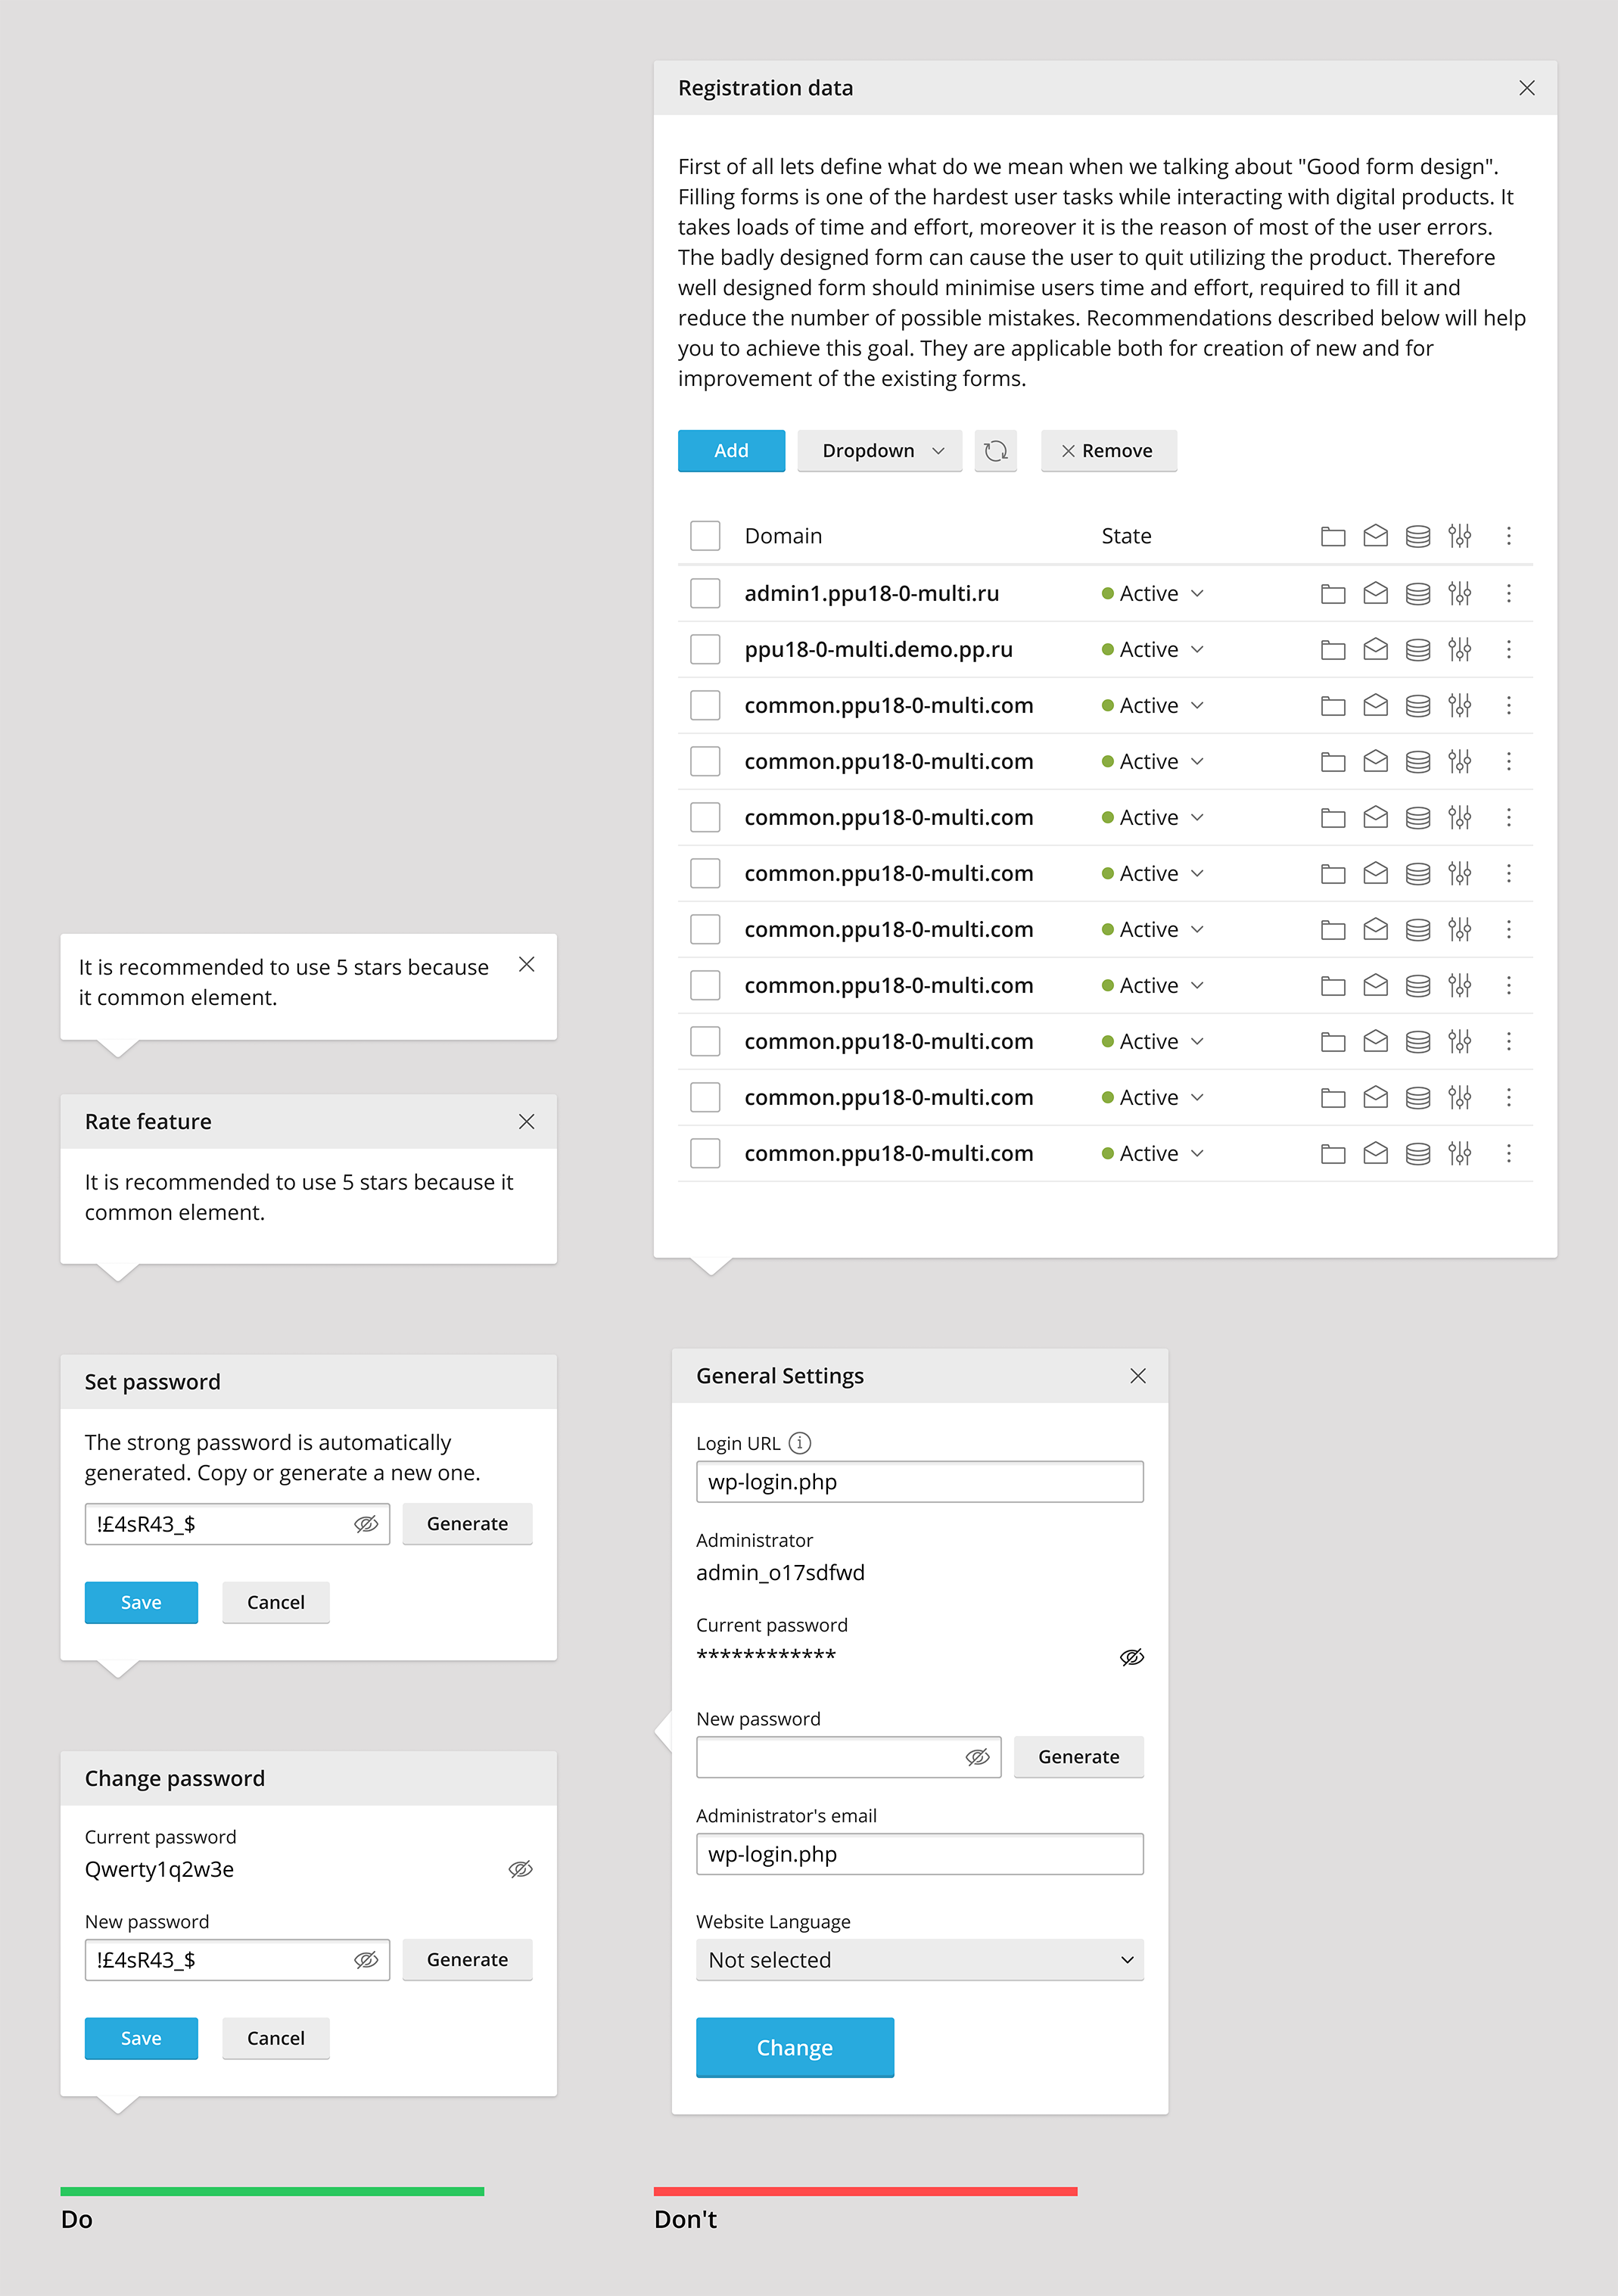 Registration data
First of all lets define what do we mean when we talking about "Good form design".
Filling forms is one of the hardest user tasks while interacting with digital products. It
takes loads of time and effort, moreover it is the reason of most of the user errors.
The badly designed form can cause the user to quit utilizing the product. Therefore
well designed form should minimise users time and effort, required to fill it and
reduce the number of possible mistakes. Recommendations described below will help
you to achieve this goal. They are applicable both for creation of new and for
improvement of the existing forms.
Add Dropdown Remove
Domain State
admin1.ppu18-0-multi.ru Active
ppu18-0-multi.demo.pp.ru Active
common.ppu18-0-multi.com Active
common.ppu18-0-multi.com Active
common.ppu18-0-multi.com Active
common.ppu18-0-multi.com Active
common.ppu18-0-multi.com Active
common.ppu18-0-multi.com Active
common.ppu18-0-multi.com Active
common.ppu18-0-multi.com Active
common.ppu18-0-multi.com Active
It is recommended to use 5 stars because
it common element.
Rate feature
It is recommended to use 5 stars because it
common element.
Set password
The strong password is automatically
generated. Copy or generate a new one.
!£4sR43_$ Generate
Save Cancel
Change password
Current password
Qwerty1q2w3e
New password
!£4sR43_$ Generate
Save Cancel
General Settings
Login URL
wp-login.php
Administrator
admin_o17sdfwd
Current password
************
New password
Generate
Administrator's email
wp-login.php
Website Language
Not selected
Change
Do
Don't